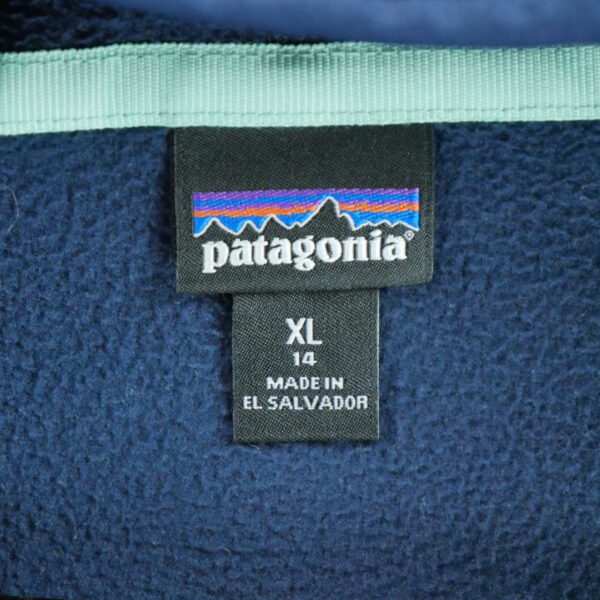 patagonia®
XL
14
MADE IN
EL SALVADOR